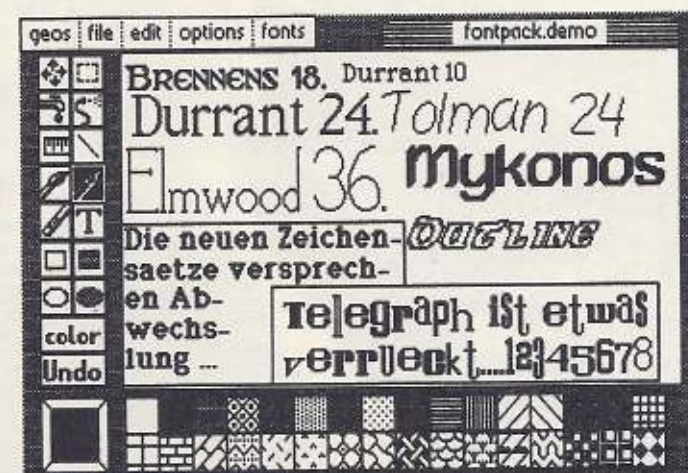 geos file edit options fonts fontpack.demo
BRENNENS 18. Durrant 10
Durrant 24. Tolman 24
Elmwood 36. Mykonos
OUTLINE
Die neuen Zeichen-
saetze versprech-
en Ab-
wechs-
lung ...
Telegraph ist etwas
verrueckt....12345678
T
color
Undo